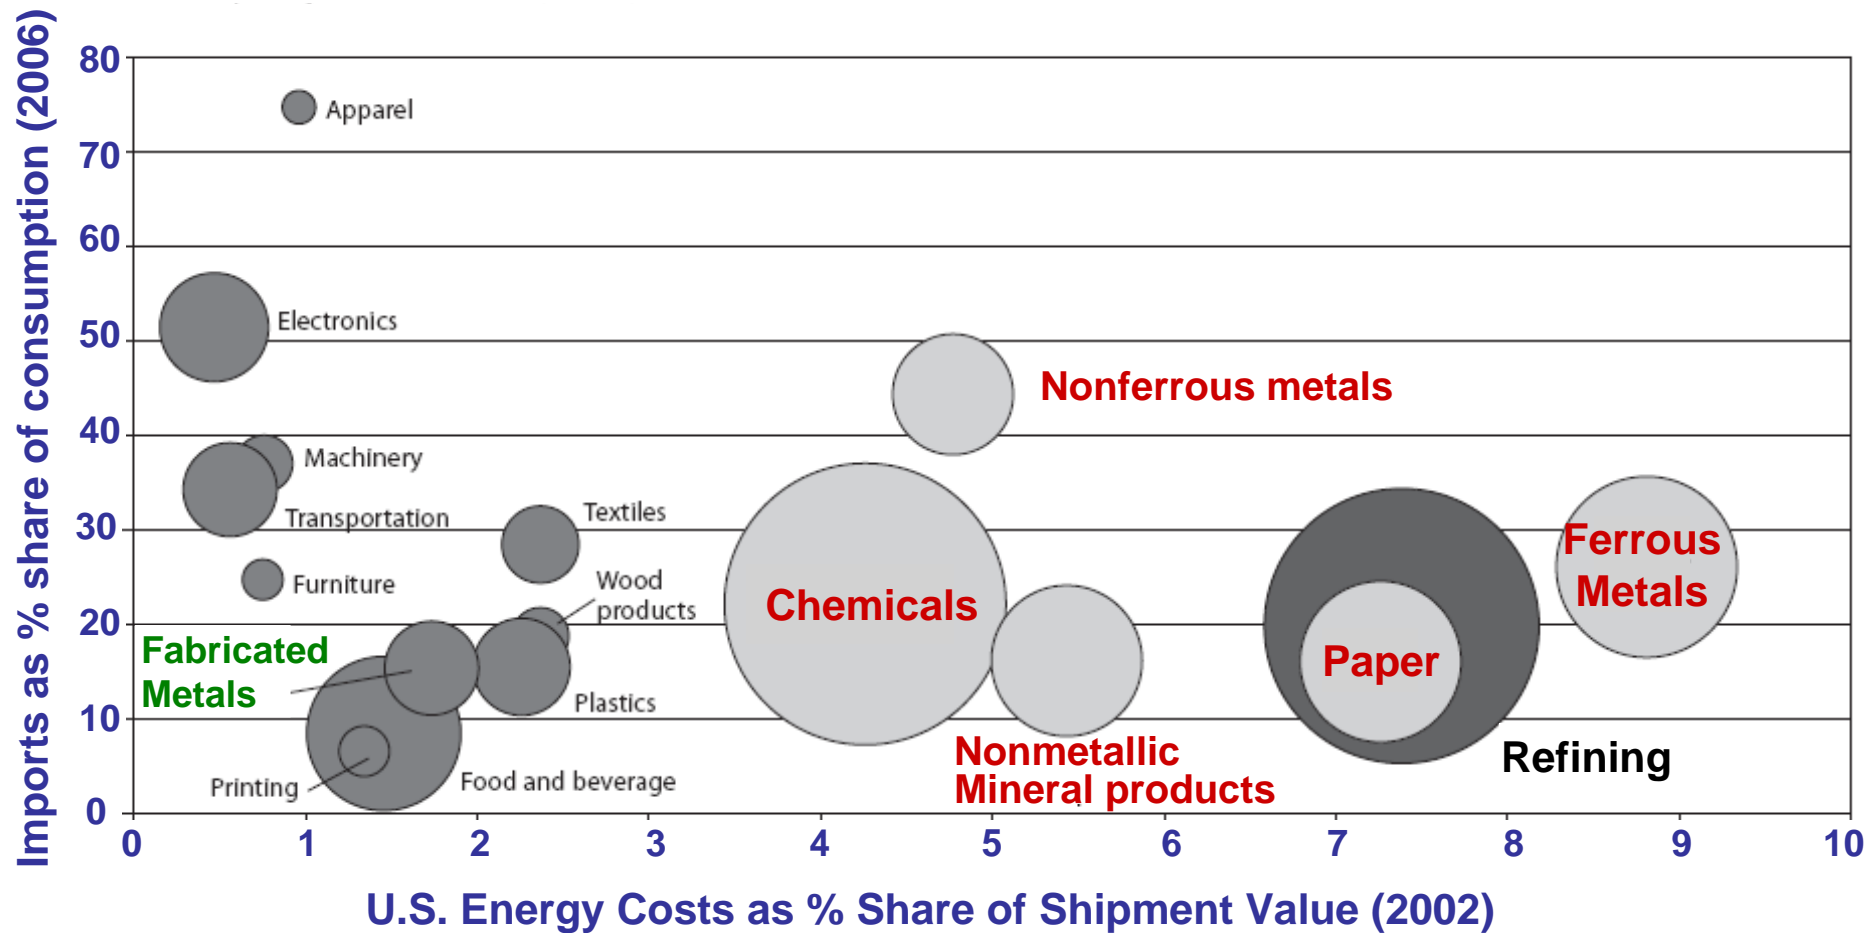 Imports as % share of consumption (2006)
80
70
60
50
40
30
20
10
0
Apparel
Electronics
Nonferrous metals
Machinery
Transportation
Textiles
Ferrous
Metals
Furniture
Wood
products
Chemicals
Fabricated
Metals
Paper
Plastics
Nonmetallic
Mineral products
Refining
Printing
Food and beverage
0 1 2 3 4 5 6 7 8 9 10
U.S. Energy Costs as % Share of Shipment Value (2002)